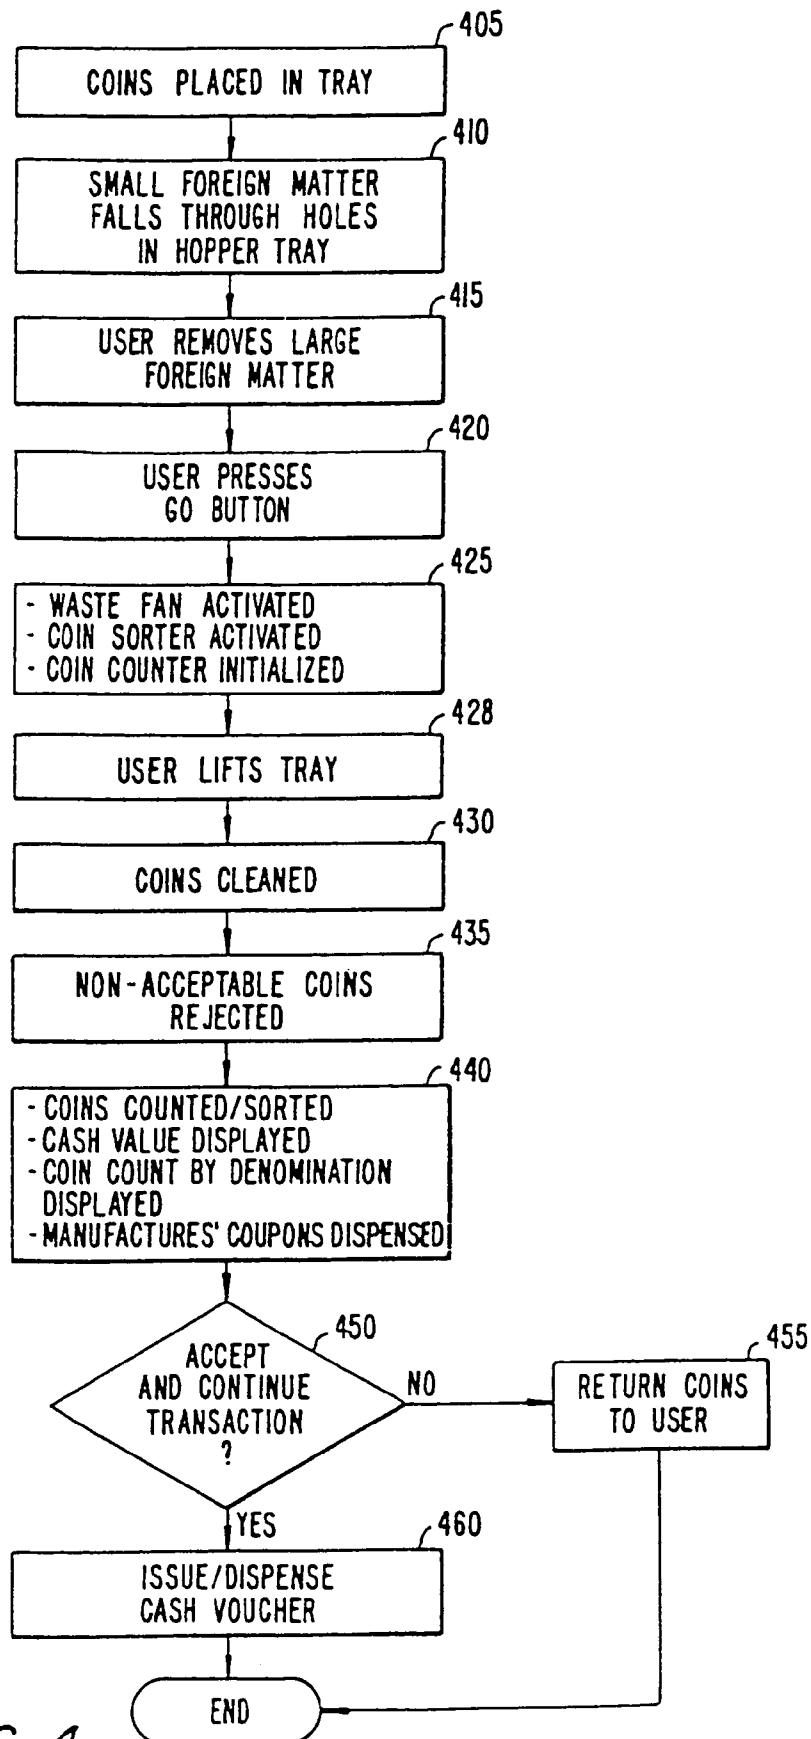 405
COINS PLACED IN TRAY
410
SMALL FOREIGN MATTER
FALLS THROUGH HOLES
IN HOPPER TRAY
415
USER REMOVES LARGE
FOREIGN MATTER
420
USER PRESSES
GO BUTTON
425
- WASTE FAN ACTIVATED
- COIN SORTER ACTIVATED
- COIN COUNTER INITIALIZED
428
USER LIFTS TRAY
430
COINS CLEANED
435
NON-ACCEPTABLE COINS
REJECTED
440
- COINS COUNTED/SORTED
- CASH VALUE DISPLAYED
- COIN COUNT BY DENOMINATION
DISPLAYED
- MANUFACTURES' COUPONS DISPENSED
450
ACCEPT
AND CONTINUE
TRANSACTION
?
NO
455
RETURN COINS
TO USER
YES
460
ISSUE/DISPENSE
CASH VOUCHER
END